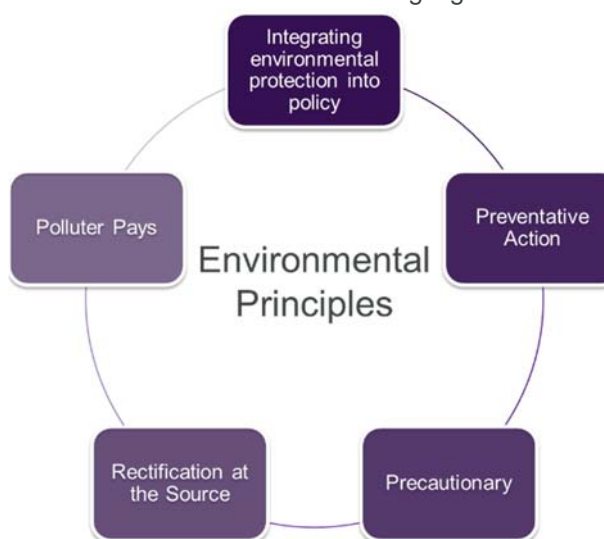 Integrating
environmental
protection into
policy
Preventative
Action
Precautionary
Rectification at
the Source
Polluter Pays
Environmental
Principles